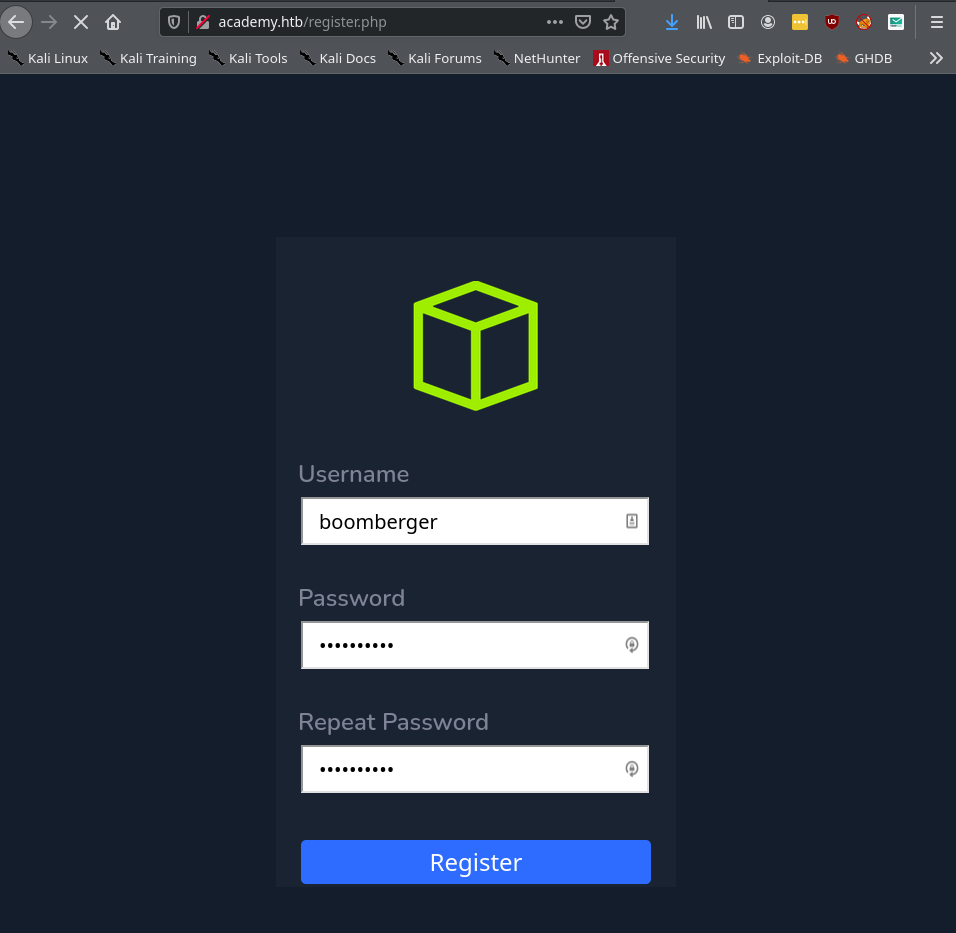 academy.htb/register.php
Kali Linux Kali Training Kali Tools Kali Docs Kali Forums NetHunter Offensive Security Exploit-DB GHDB
Username
boomberger
Password
••••••••••
Repeat Password
••••••••••
Register